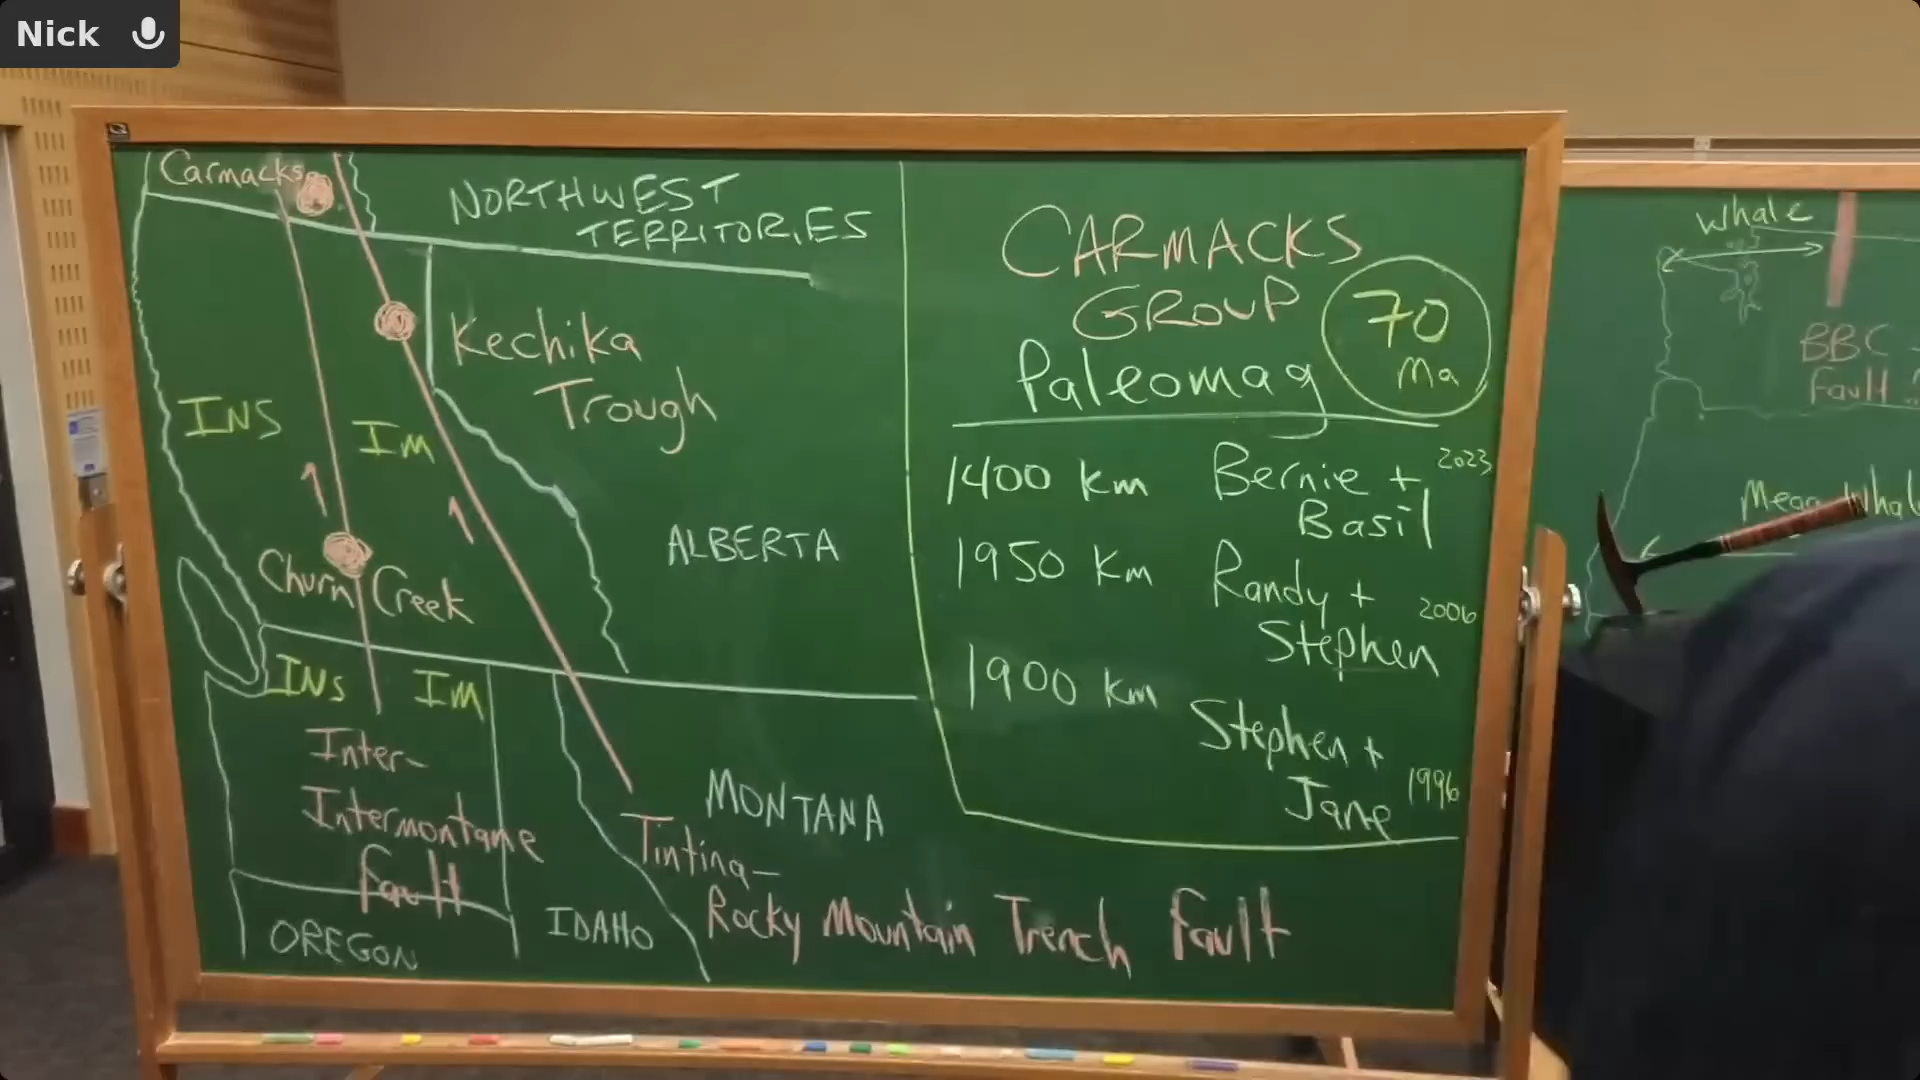 Nick
Carmacks
NORTHWEST
TERRITORIES
Kechika
Trough
INS
Im
ALBERTA
Churn Creek
INs
Im
Inter-
Intermontane
fault
MONTANA
Tintina-
Rocky Mountain Trench fault
OREGON
IDAHO
CARMACKS
GROUP
Paleomag
70
Ma
1400 km Bernie + 2023
Basil
1950 km Randy + 2006
Stephen
1900 km Stephen +
Jane 1996
whale
BBC
fault